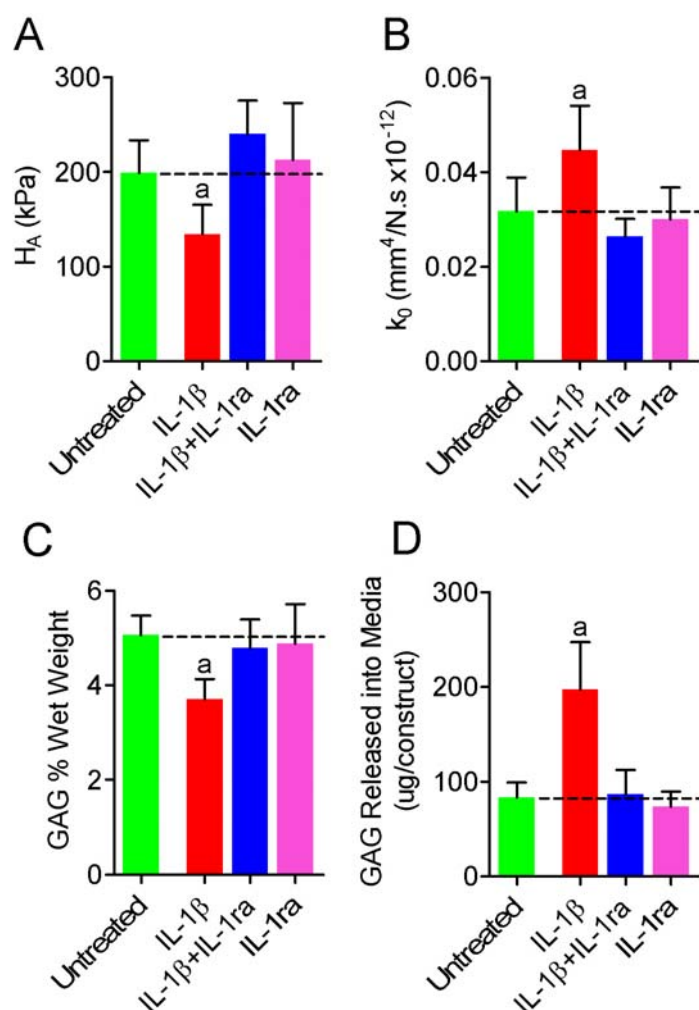 A
300
200
100
0
H_A (kPa)
a
Untreated
IL-1β
IL-1β+IL-1ra
IL-1ra
B
0.06
0.04
0.02
0.00
k₀ (mm⁴/N.s x10⁻¹²)
a
Untreated
IL-1β
IL-1β+IL-1ra
IL-1ra
C
6
4
2
0
GAG % Wet Weight
a
Untreated
IL-1β
IL-1β+IL-1ra
IL-1ra
D
300
200
100
0
GAG Released into Media
(ug/construct)
a
Untreated
IL-1β
IL-1β+IL-1ra
IL-1ra